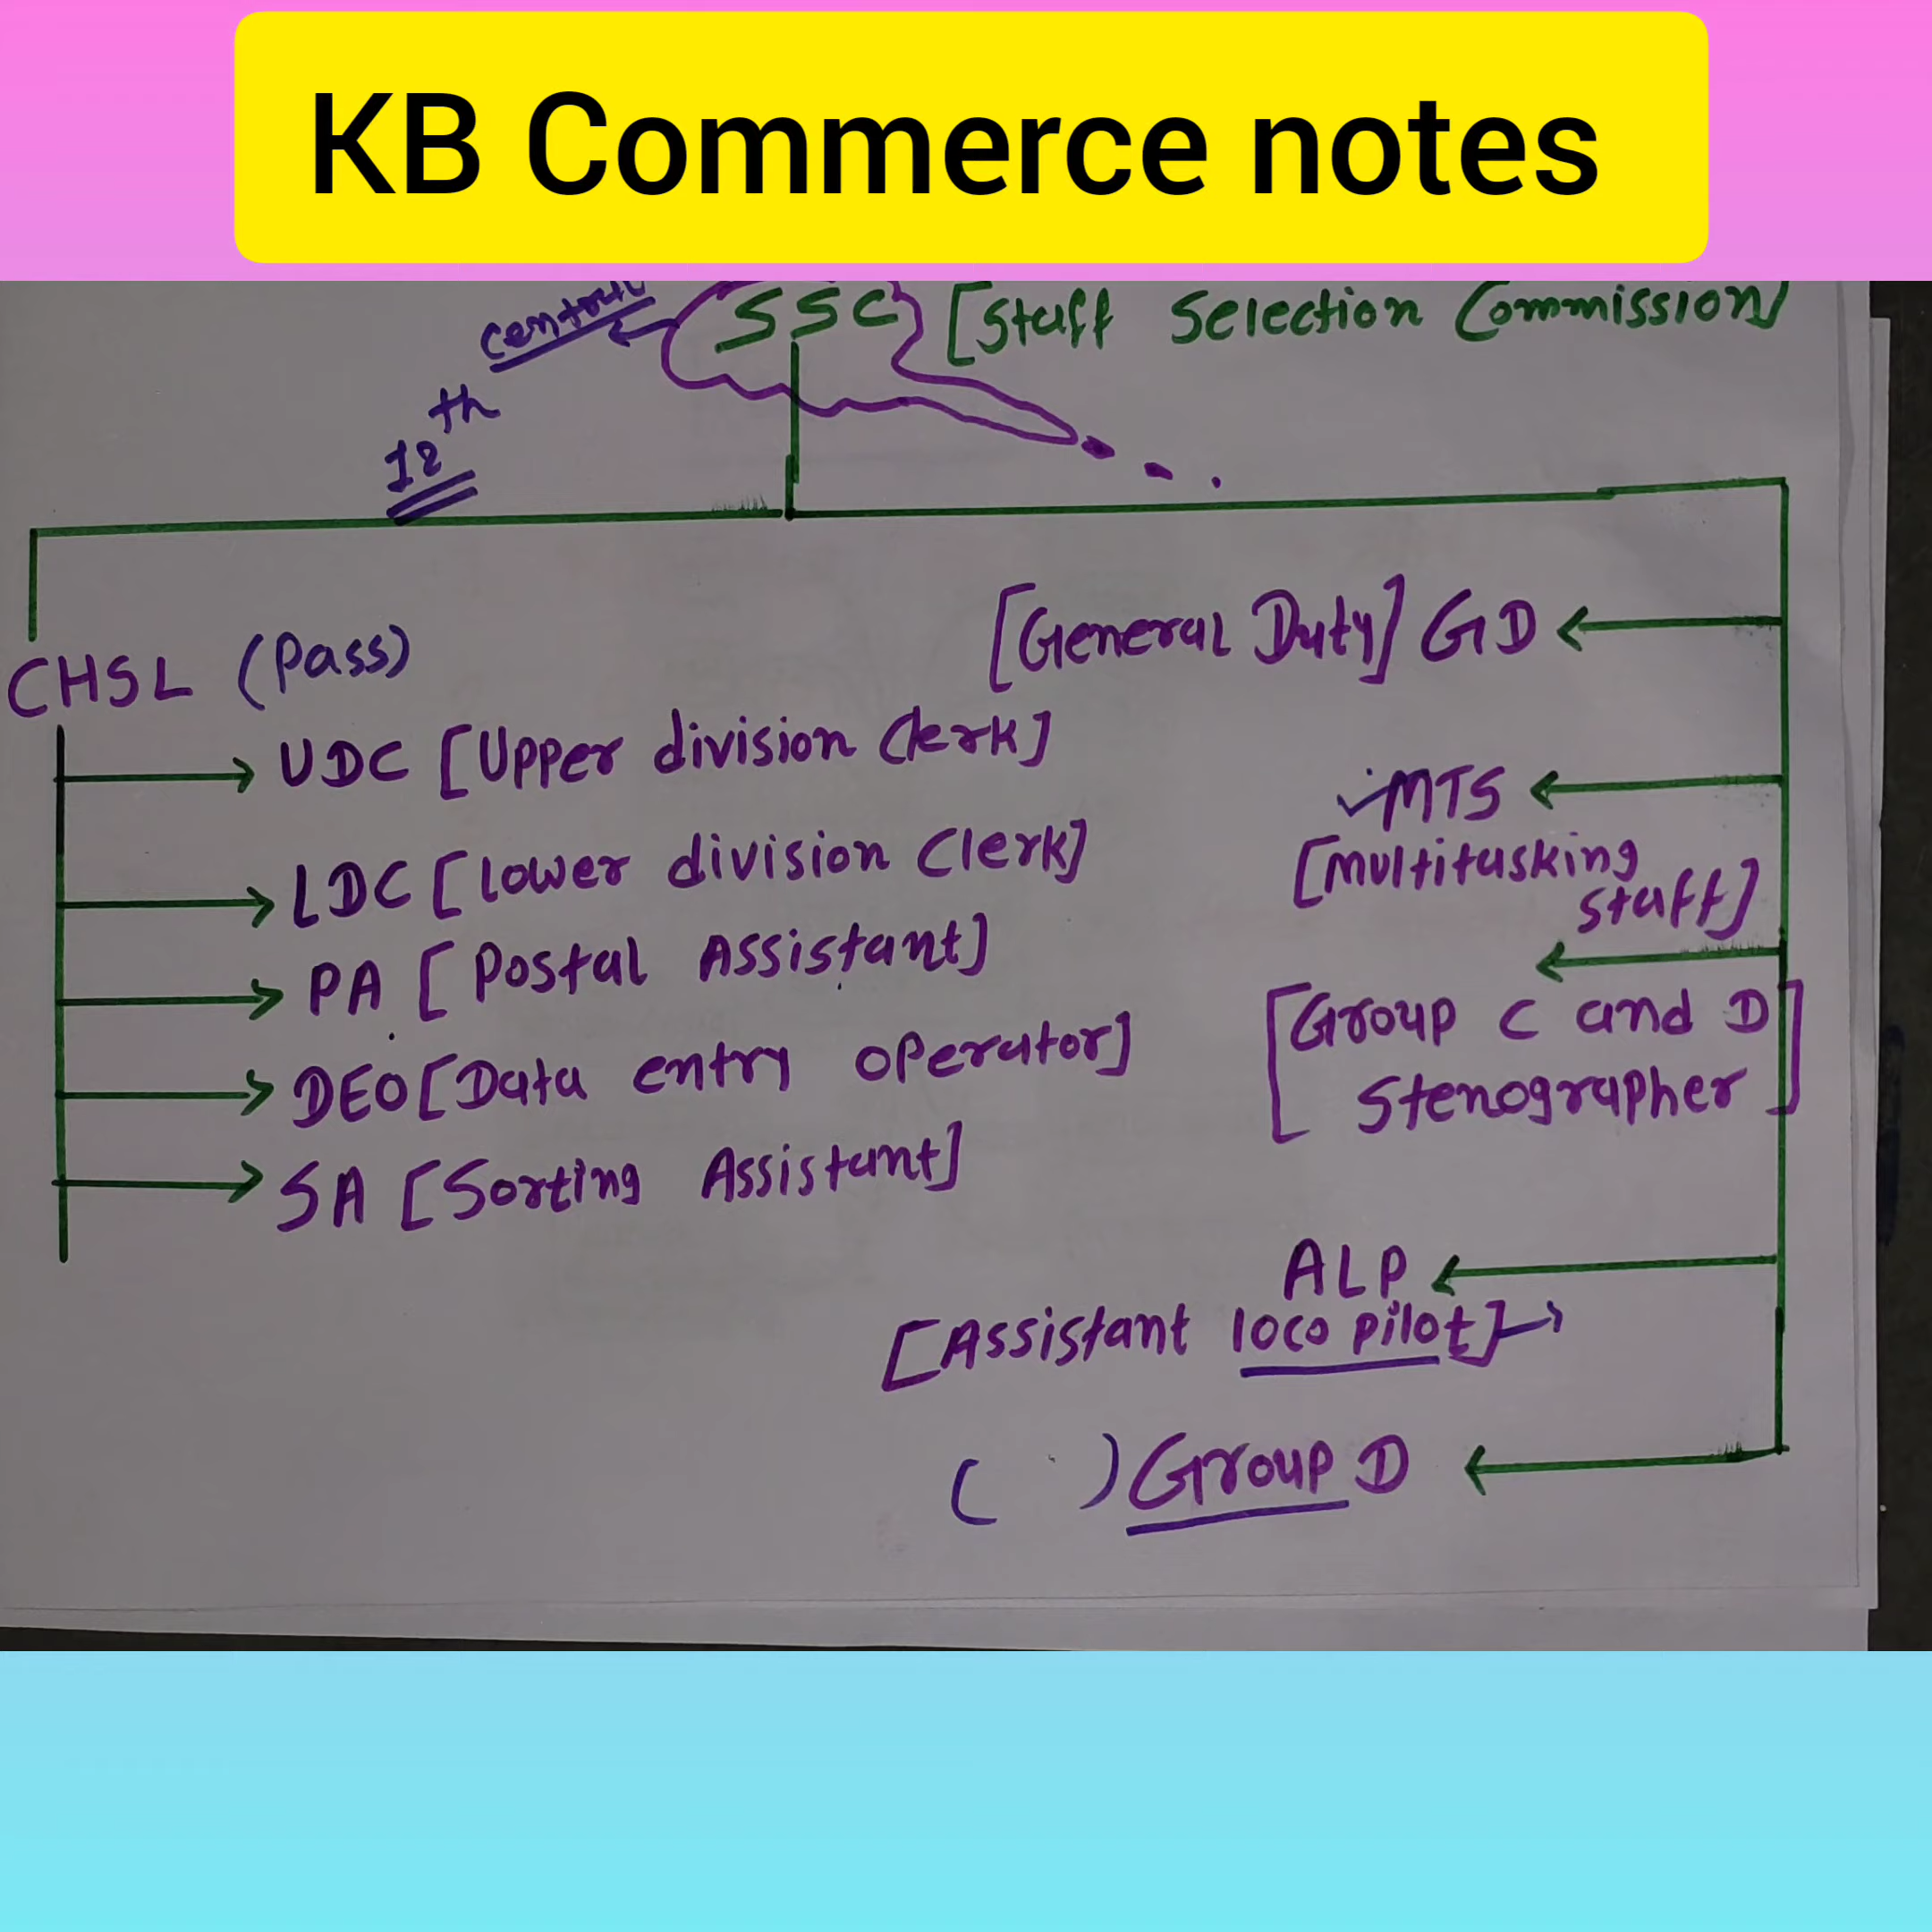 KB Commerce notes
SSC [Staff Selection Commission]
12th
CHSL (Pass)
UDC [Upper division Clerk]
LDC [lower division Clerk]
PA [Postal Assistant]
DEO [Data entry operator]
SA [Sorting Assistant]
[General Duty] GD
MTS
[Multitasking
staff]
[Group C and D
Stenographer]
ALP
[Assistant loco pilot]
( ) Group D